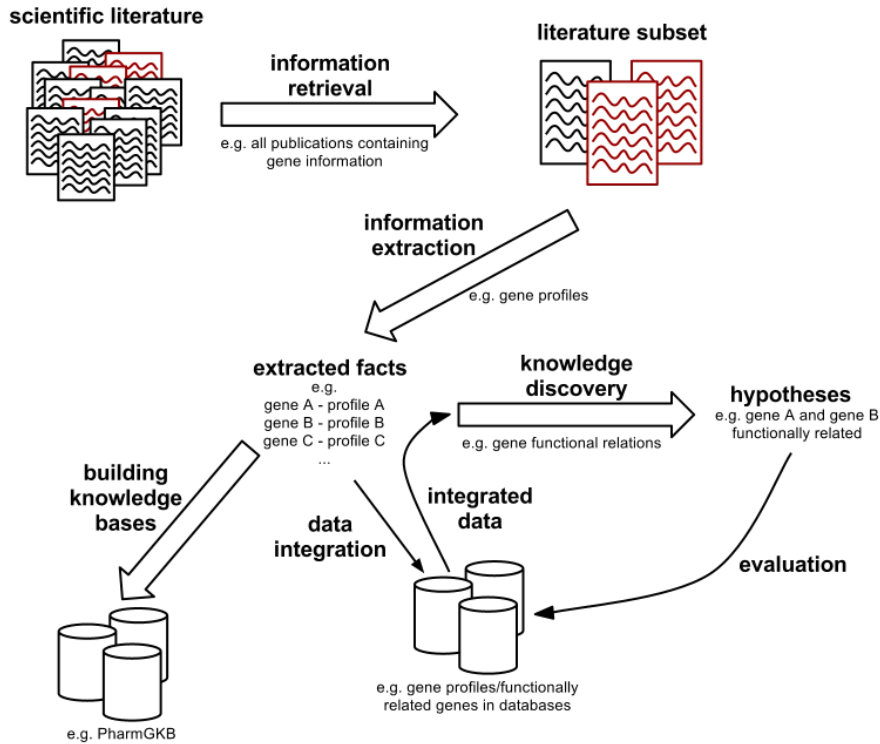 scientific literature
information
retrieval
e.g. all publications containing
gene information
literature subset
information
extraction
e.g. gene profiles
extracted facts
e.g.
gene A - profile A
gene B - profile B
gene C - profile C
...
knowledge
discovery
e.g. gene functional relations
hypotheses
e.g. gene A and gene B
functionally related
building
knowledge
bases
data
integration
integrated
data
evaluation
e.g. gene profiles/functionally
related genes in databases
e.g. PharmGKB